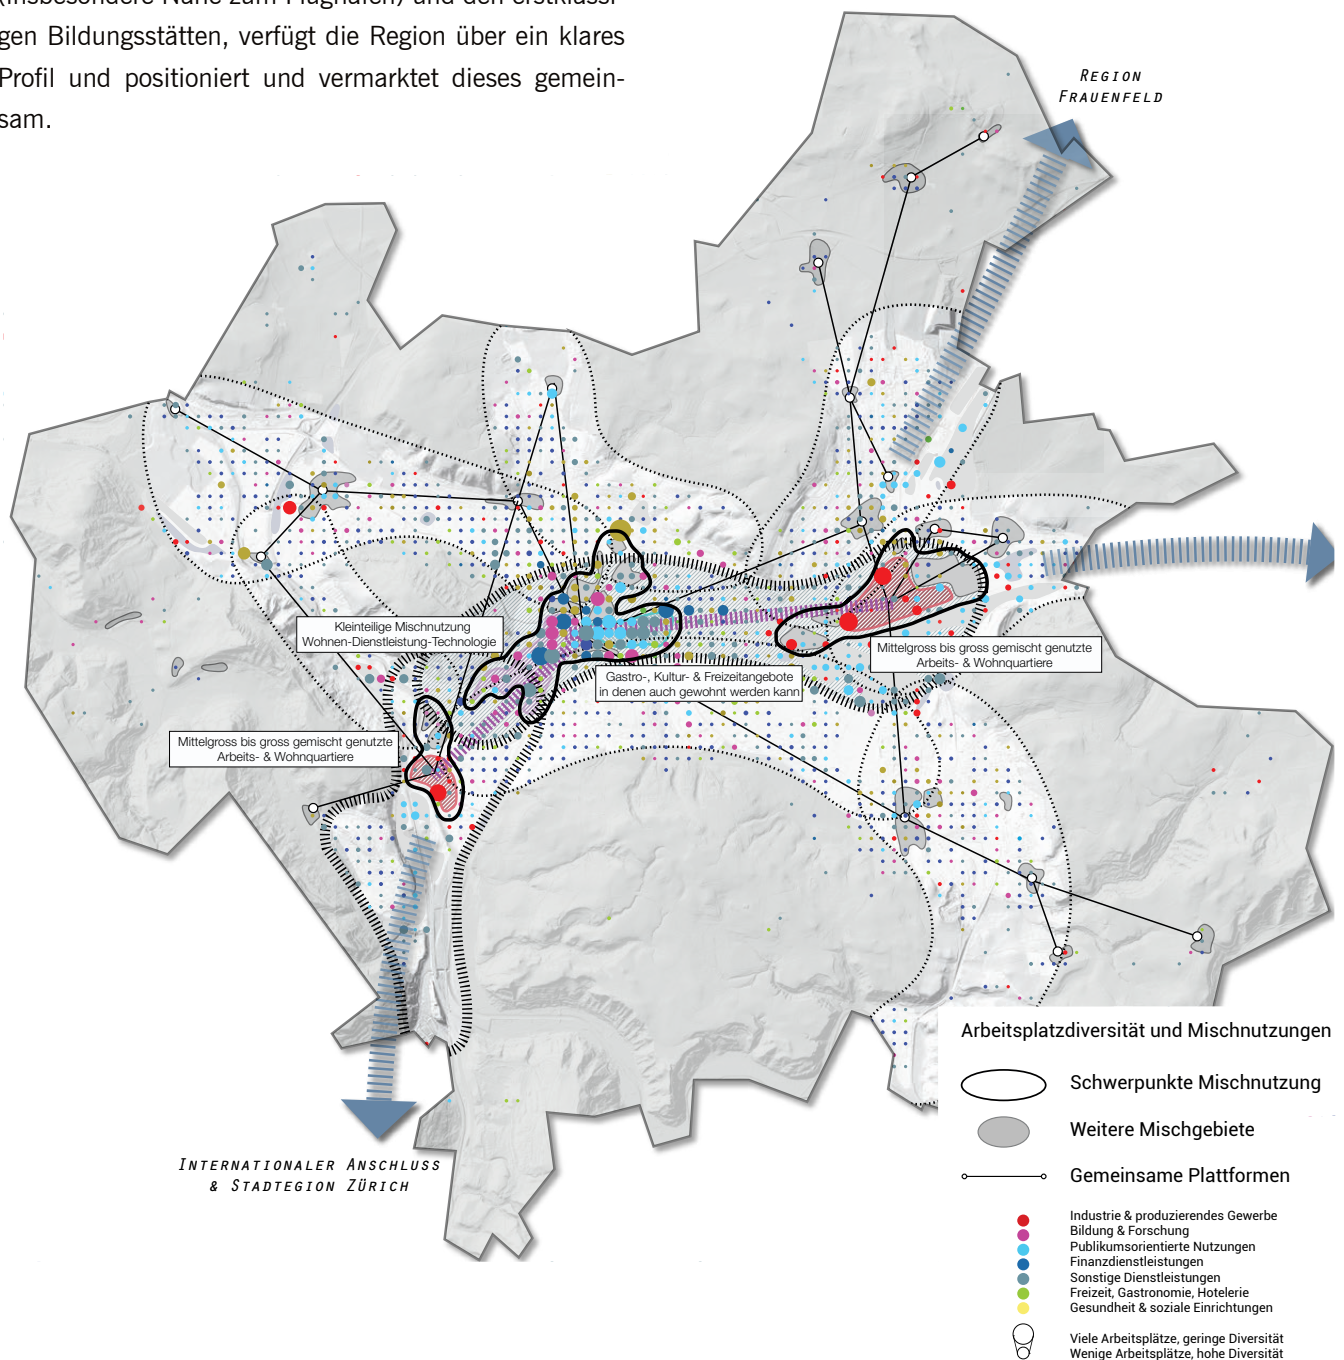 gen Bildungsstätten, verfügt die Region über ein klares
Profil und positioniert und vermarktet dieses gemein-
sam.
REGION
FRAUENFELD
Kleinteilige Mischnutzung
Wohnen-Dienstleistung-Technologie
Mittelgross bis gross gemischt genutzte
Arbeits- & Wohnquartiere
Gastro-, Kultur- & Freizeitangebote
in denen auch gewohnt werden kann
Mittelgross bis gross gemischt genutzte
Arbeits- & Wohnquartiere
INTERNATIONALER ANSCHLUSS
& STADTEGION ZÜRICH
Arbeitsplatzdiversität und Mischnutzungen
Schwerpunkte Mischnutzung
Weitere Mischgebiete
Gemeinsame Plattformen
Industrie & produzierendes Gewerbe
Bildung & Forschung
Publikumsorientierte Nutzungen
Finanzdienstleistungen
Sonstige Dienstleistungen
Freizeit, Gastronomie, Hotelerie
Gesundheit & soziale Einrichtungen
Viele Arbeitsplätze, geringe Diversität
Wenige Arbeitsplätze, hohe Diversität